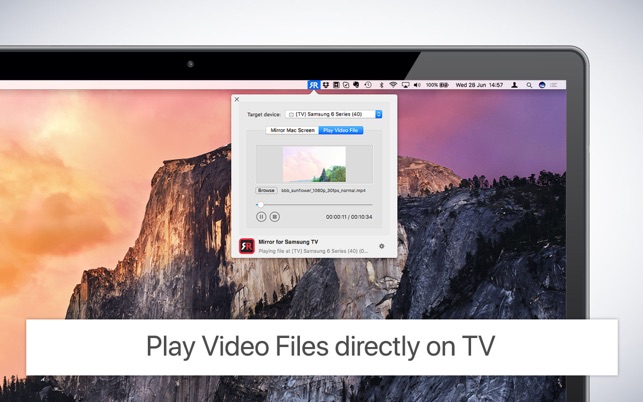 100% Wed 28 Jun 14:57
Target device: [TV] Samsung 6 Series (40)
Mirror Mac Screen Play Video File
Browse bbb_sunflower_1080p_30fps_normal.mp4
00:00:11 / 00:10:34
Mirror for Samsung TV
Playing file at [TV] Samsung 6 Series (40) (0...
Play Video Files directly on TV